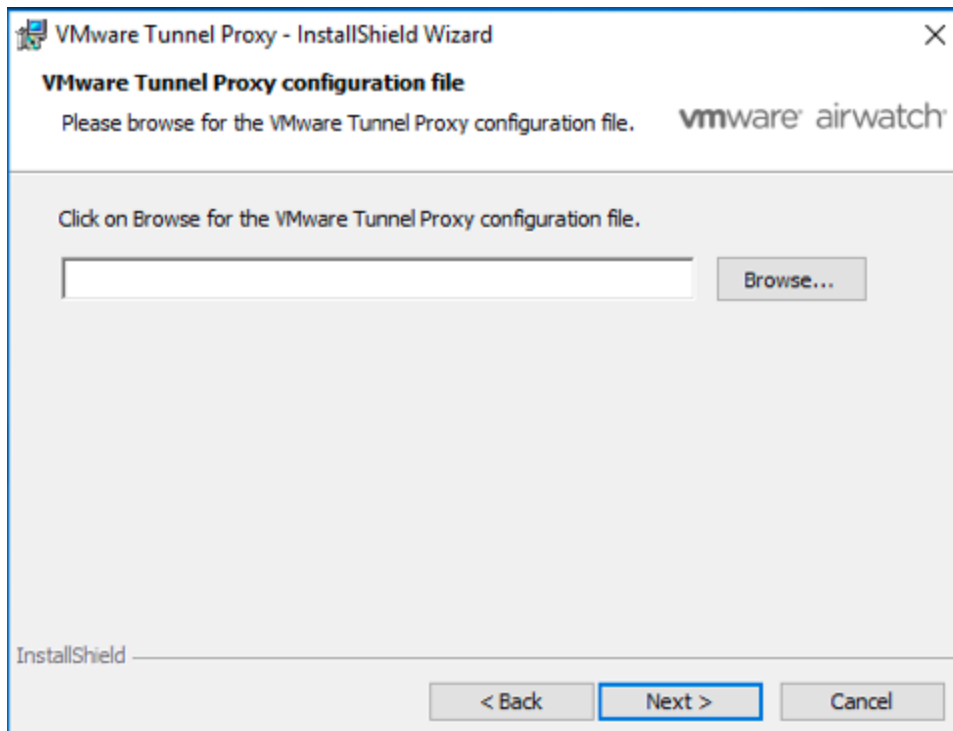 VMware Tunnel Proxy - InstallShield Wizard
VMware Tunnel Proxy configuration file
Please browse for the VMware Tunnel Proxy configuration file.
vmware airwatch
Click on Browse for the VMware Tunnel Proxy configuration file.
Browse...
InstallShield
< Back
Next >
Cancel